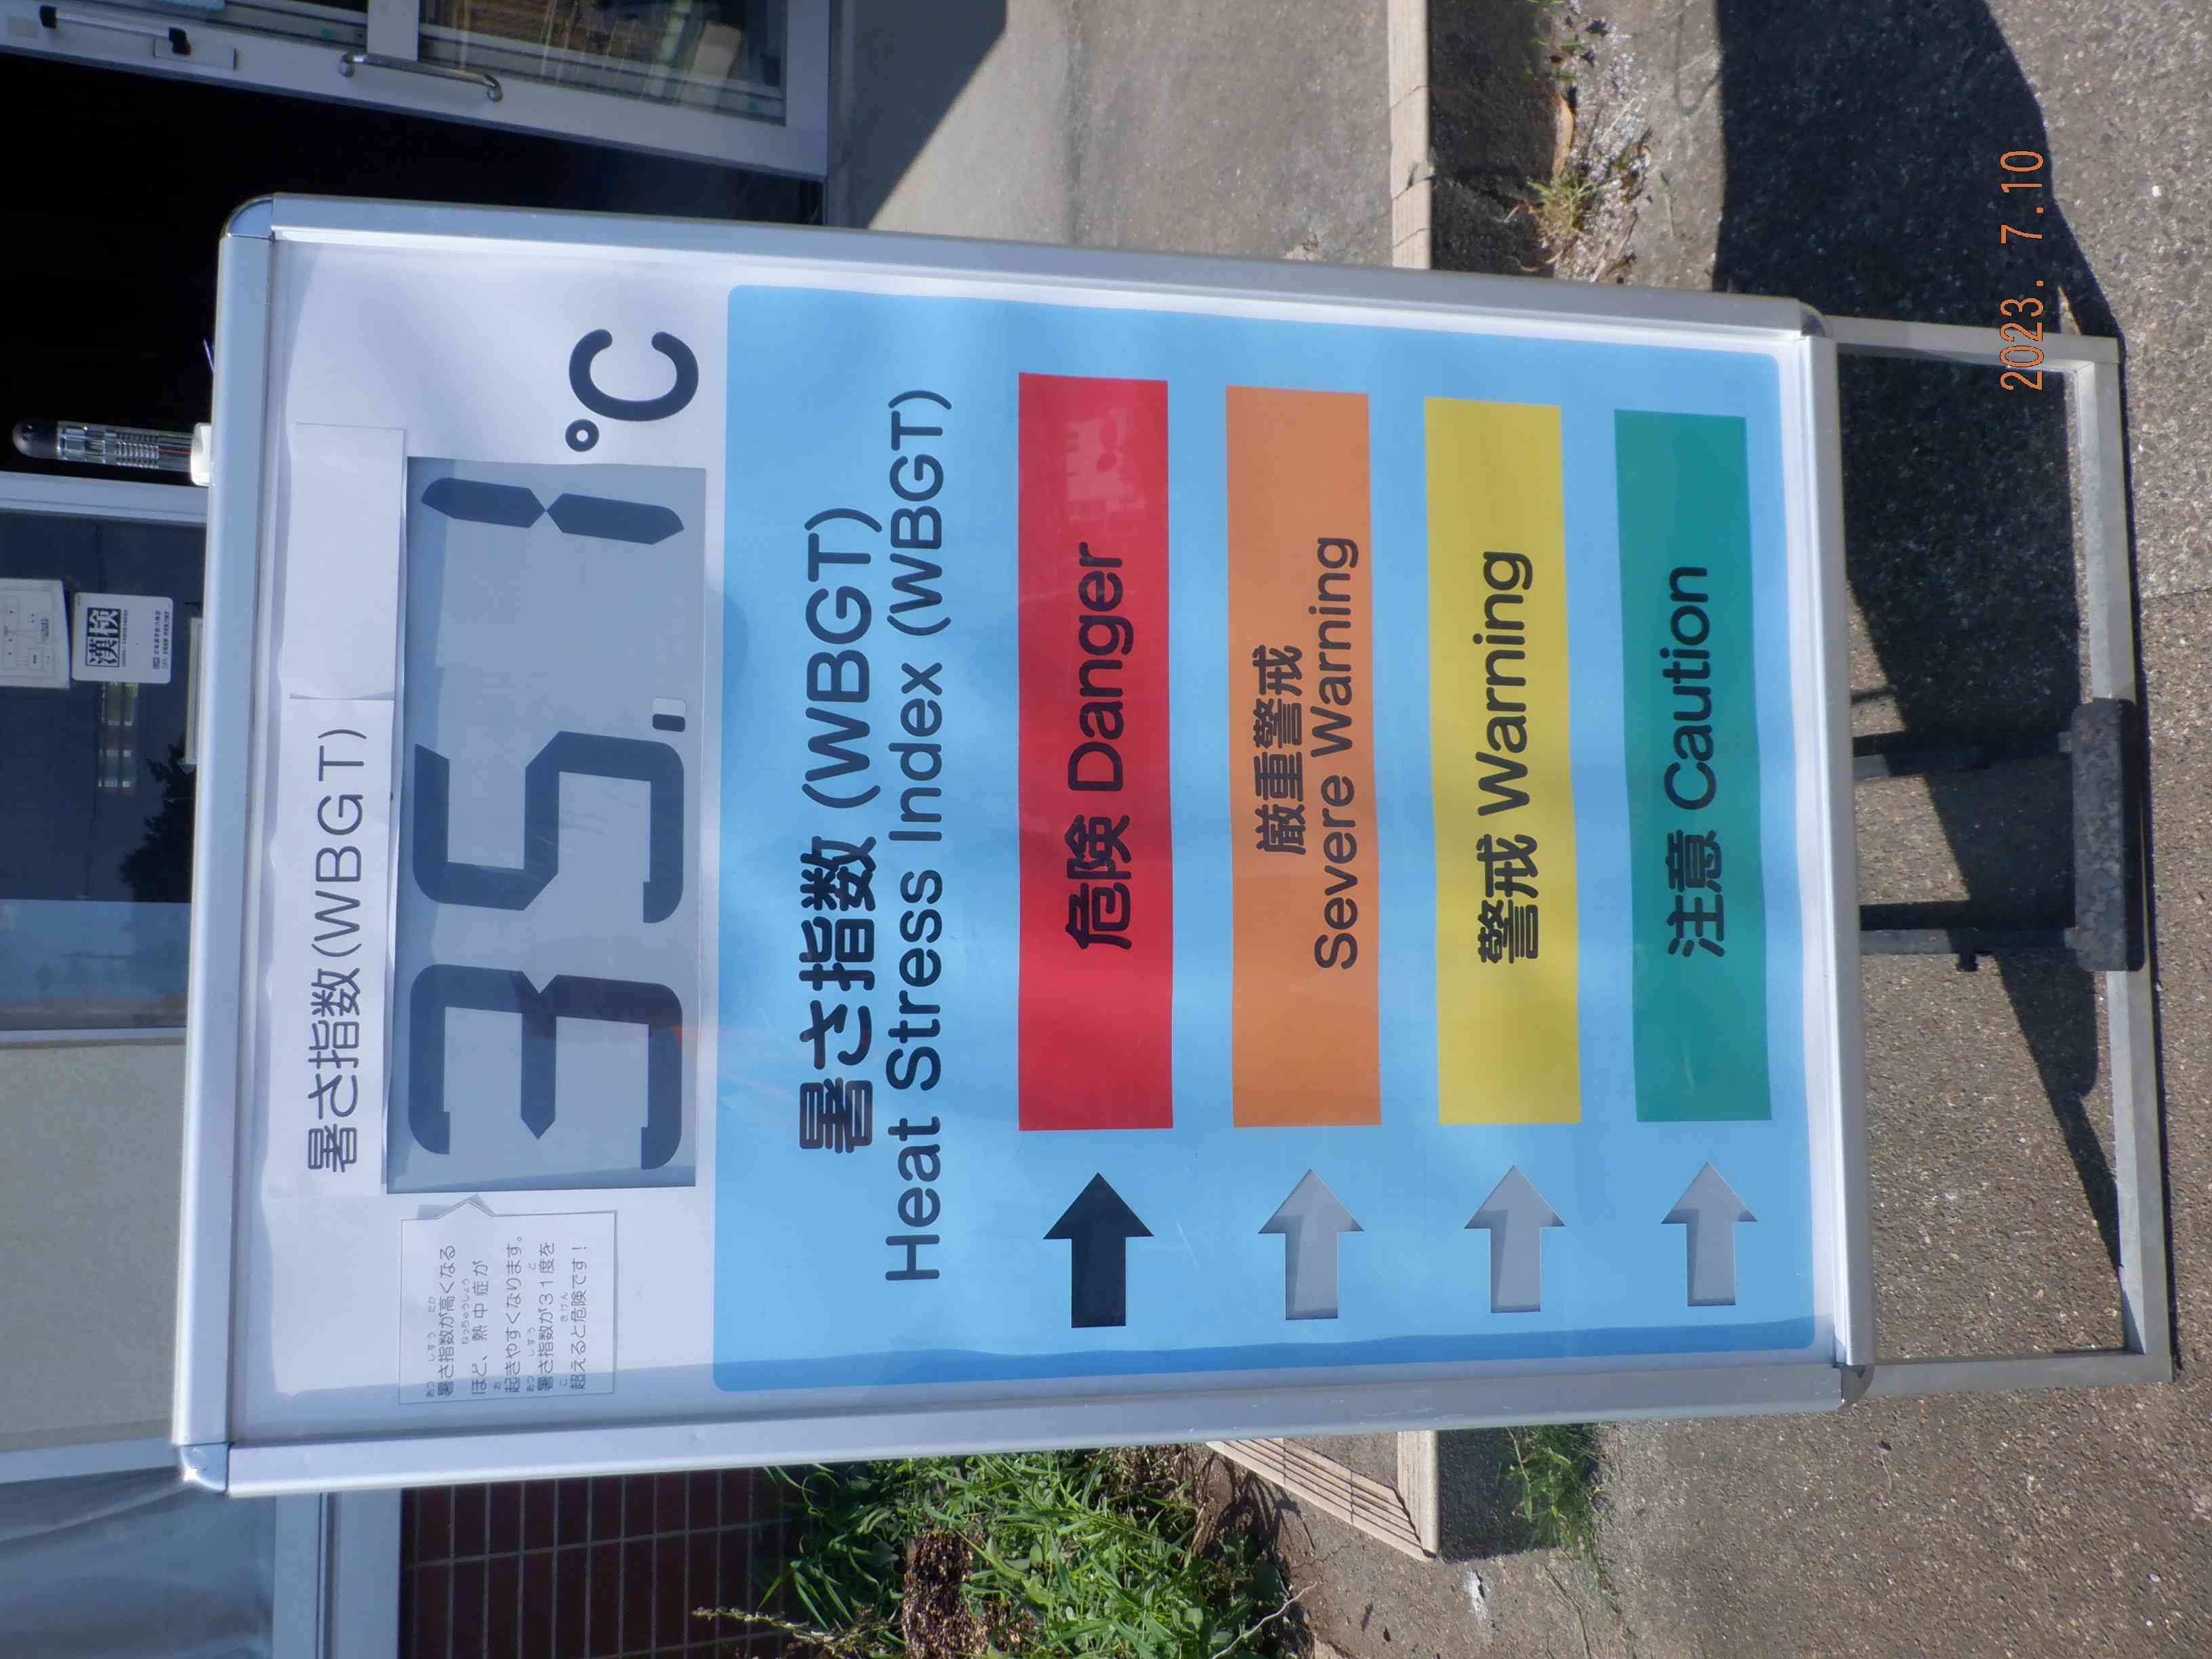 暑さ指数(WBGT)
35.1
℃
暑さ指数が高くなる
ほど、熱中症が
起きやすくなります。
暑さ指数が31度を
超えると危険です!
暑さ指数 (WBGT)
Heat Stress Index (WBGT)
危険 Danger
厳重警戒
Severe Warning
警戒 Warning
注意 Caution
漢検
2023. 7.10